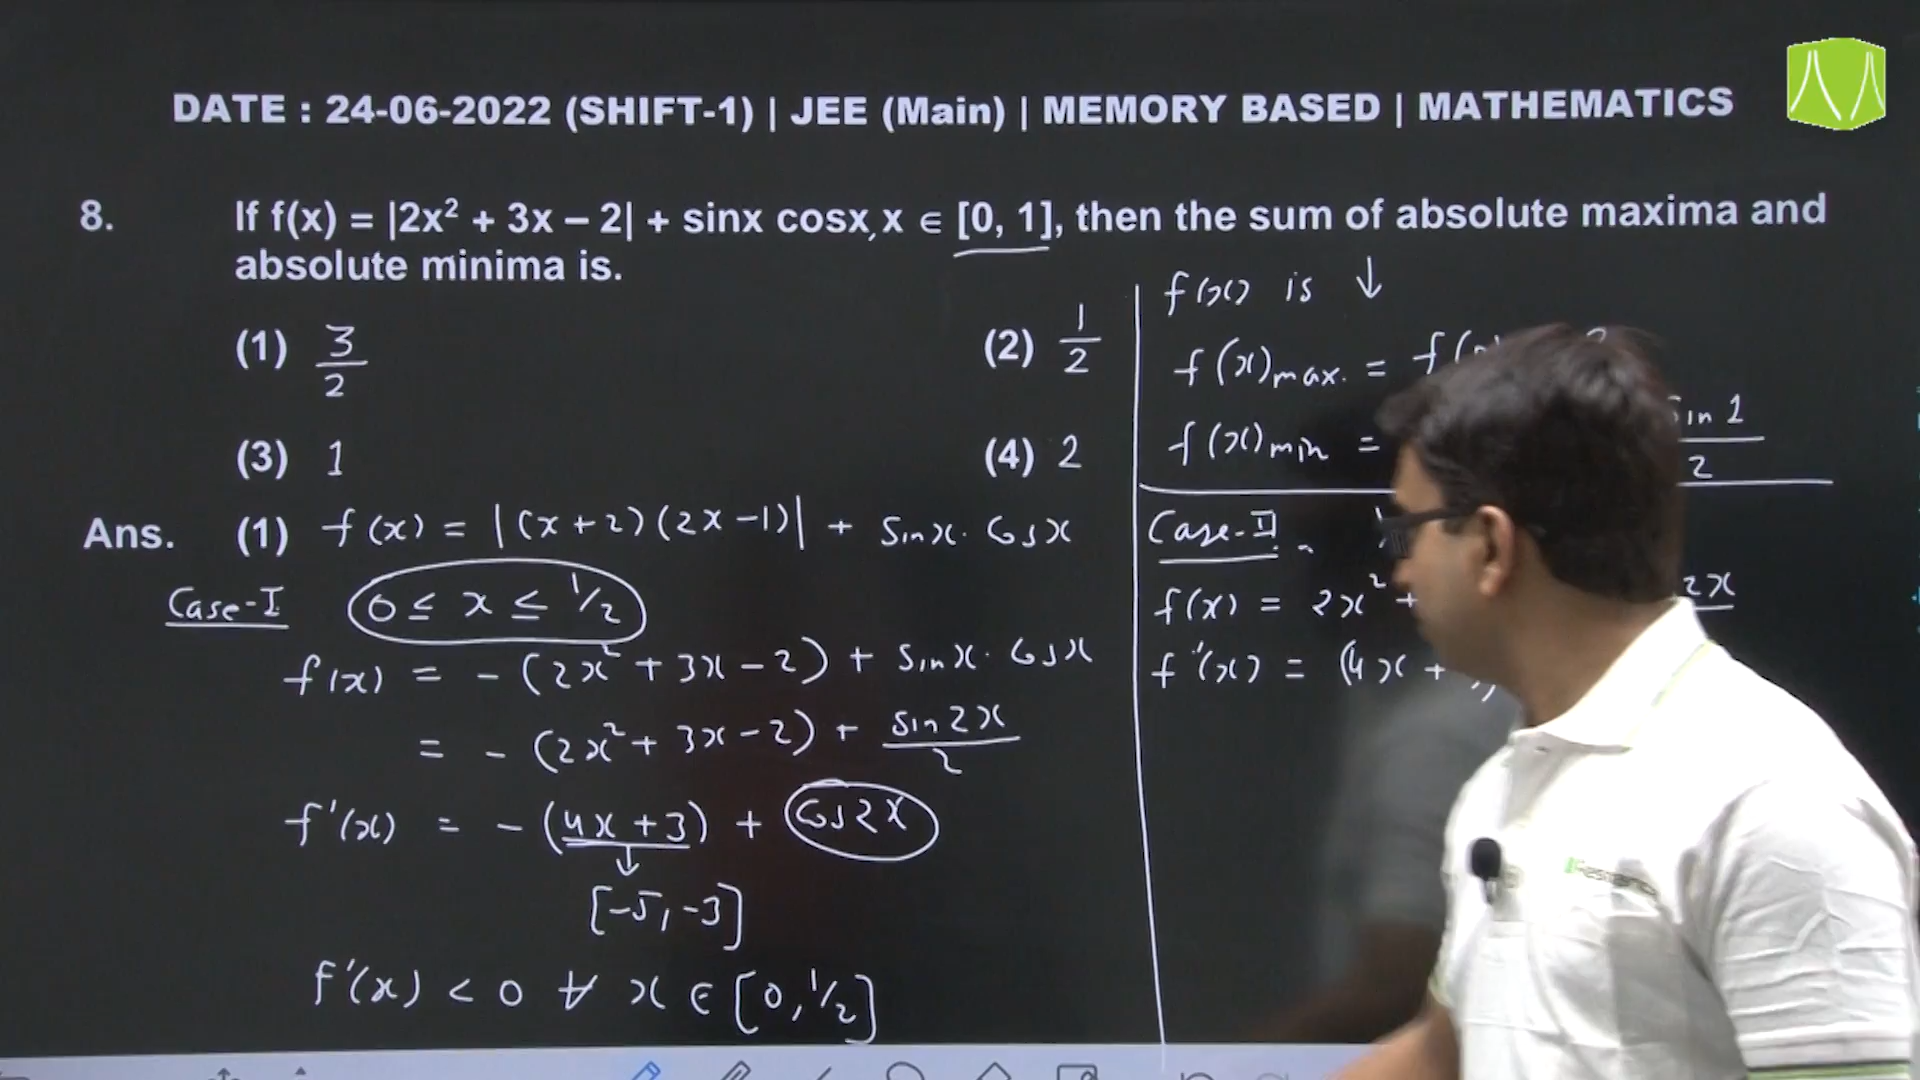 DATE : 24-06-2022 (SHIFT-1) | JEE (Main) | MEMORY BASED | MATHEMATICS
8. If f(x) = |2x² + 3x – 2| + sinx cosx, x ∈ [0, 1], then the sum of absolute maxima and
absolute minima is.
(1) 3/2 (2) 1/2
(3) 1 (4) 2
Ans. (1) f(x) = |(x+2)(2x-1)| + sinx. cosx
Case-I 0 ≤ x ≤ 1/2
f(x) = - (2x²+3x-2) + sinx. cosx
= - (2x²+3x-2) + sin2x/2
f'(x) = - (4x+3) + cos2x
↓
[-5, -3]
f'(x) < 0 ∀ x ∈ [0, 1/2]
f(x) is ↓
f(x)max. = f(
f(x)min = in 1/2
Case-II
f(x) = 2x² + 2x
f'(x) = (4x +